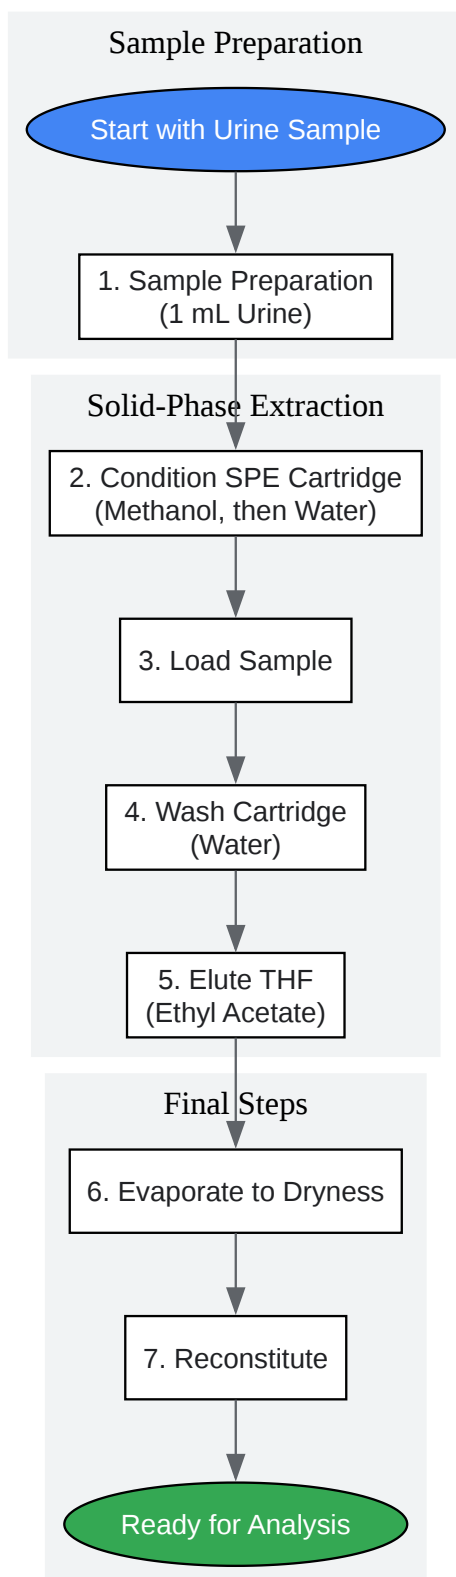 Sample Preparation
Start with Urine Sample
1. Sample Preparation
(1 mL Urine)
Solid-Phase Extraction
2. Condition SPE Cartridge
(Methanol, then Water)
3. Load Sample
4. Wash Cartridge
(Water)
5. Elute THF
(Ethyl Acetate)
Final Steps
6. Evaporate to Dryness
7. Reconstitute
Ready for Analysis